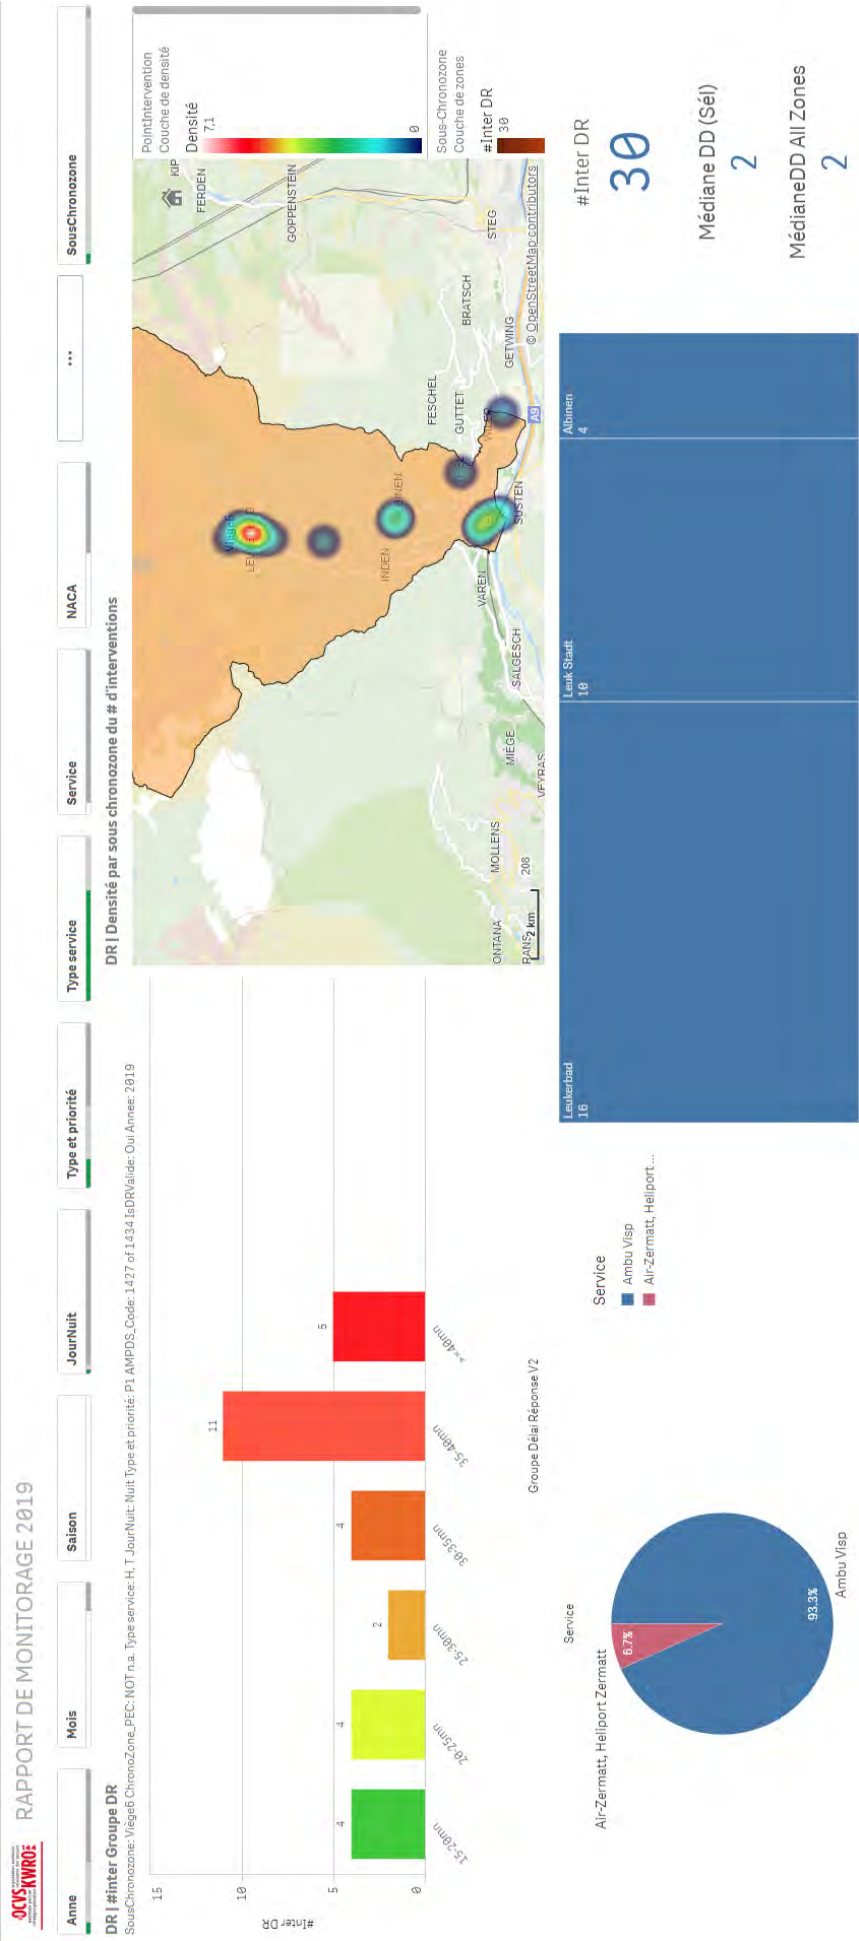 OCVS
KWRO
RAPPORT DE MONITORAGE 2019
Anne
Mois
Saison
JourNuit
Type et priorité
Type service
Service
NACA
...
SousChronozone
DR | #inter Groupe DR
SousChronozone: Viège6 ChronoZone_PEC: NOT n.a. Type service: H, T JourNuit: Nuit Type et priorité: P1 AMPDS_Code: 1427 of 1434 IsDRValide: Oui Annee: 2019
#Inter DR
15
10
5
0
4
4
2
4
11
5
15-20mn
20-25mn
25-30mn
30-35mn
35-40mn
>=40mn
Groupe Délai Réponse V2
DR | Densité par sous chronozone du # d'interventions
KIP
FERDEN
GOPPENSTEIN
STEG
BRATSCH
GETWING
FESCHEL
GUTTET
INDEN
SUSTEN
VAREN
SALGESCH
MIÈGE
VEYRAS
MOLLENS
ONTANA
RANS
208
A9
2 km
© OpenStreetMap contributors
PointIntervention
Couche de densité
Densité
7,1
0
Sous-Chronozone
Couche de zones
#Inter DR
30
Service
Air-Zermatt, Heliport Zermatt
6.7%
93.3%
Ambu Visp
Service
Ambu Visp
Air-Zermatt, Heliport ...
Leukerbad
16
Leuk Stadt
10
Albinen
4
#Inter DR
30
Médiane DD (Sél)
2
MédianeDD All Zones
2